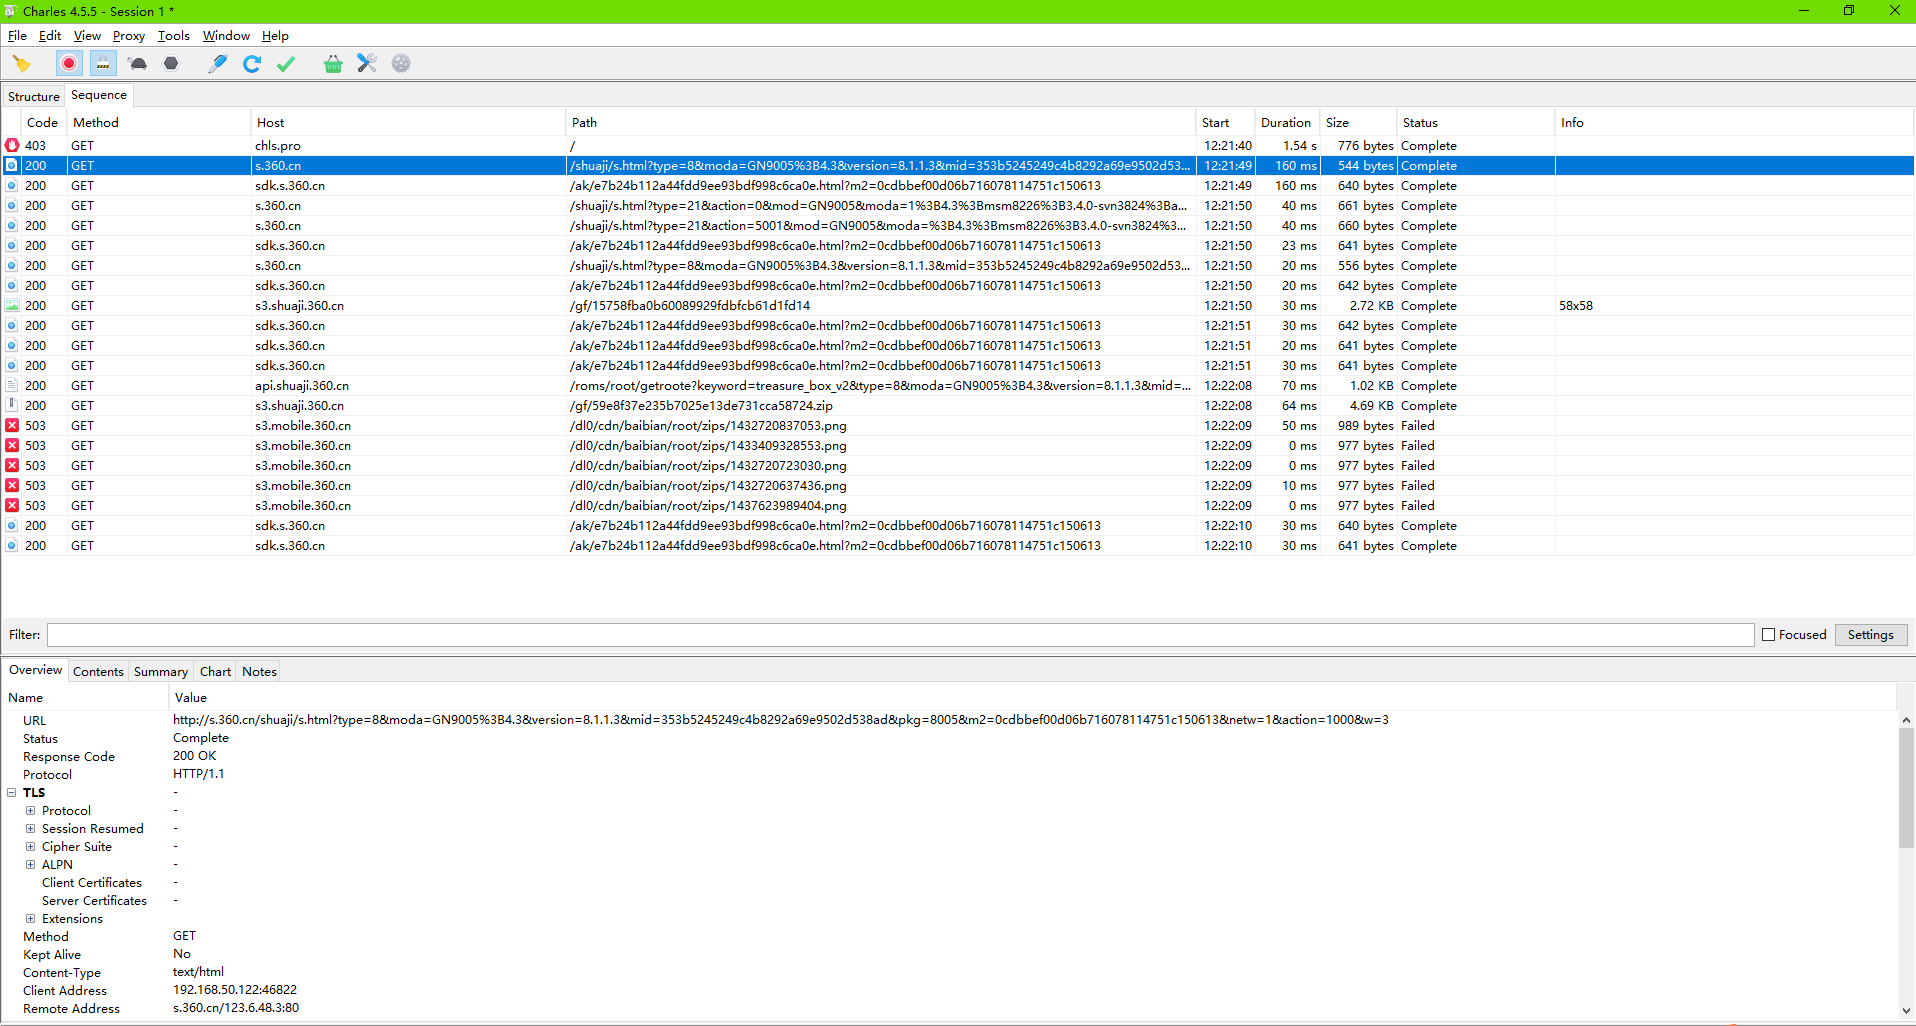 Charles 4.5.5 - Session 1 *
File Edit View Proxy Tools Window Help
Structure Sequence
Code Method Host Path Start Duration Size Status Info
403 GET chls.pro / 12:21:40 1.54 s 776 bytes Complete
200 GET s.360.cn /shuaji/s.html?type=8&moda=GN9005%3B4.3&version=8.1.1.3&mid=353b5245249c4b8292a69e9502d53... 12:21:49 160 ms 544 bytes Complete
200 GET sdk.s.360.cn /ak/e7b24b112a44fdd9ee93bdf998c6ca0e.html?m2=0cdbbef00d06b716078114751c150613 12:21:49 160 ms 640 bytes Complete
200 GET s.360.cn /shuaji/s.html?type=21&action=0&mod=GN9005&moda=1%3B4.3%3Bmsm8226%3B3.4.0-svn3824%3Ba... 12:21:50 40 ms 661 bytes Complete
200 GET s.360.cn /shuaji/s.html?type=21&action=5001&mod=GN9005&moda=%3B4.3%3Bmsm8226%3B3.4.0-svn3824%3... 12:21:50 40 ms 660 bytes Complete
200 GET sdk.s.360.cn /ak/e7b24b112a44fdd9ee93bdf998c6ca0e.html?m2=0cdbbef00d06b716078114751c150613 12:21:50 23 ms 641 bytes Complete
200 GET s.360.cn /shuaji/s.html?type=8&moda=GN9005%3B4.3&version=8.1.1.3&mid=353b5245249c4b8292a69e9502d53... 12:21:50 20 ms 556 bytes Complete
200 GET sdk.s.360.cn /ak/e7b24b112a44fdd9ee93bdf998c6ca0e.html?m2=0cdbbef00d06b716078114751c150613 12:21:50 20 ms 642 bytes Complete
200 GET s3.shuaji.360.cn /gf/15758fba0b60089929fdbfcb61d1fd14 12:21:50 30 ms 2.72 KB Complete 58x58
200 GET sdk.s.360.cn /ak/e7b24b112a44fdd9ee93bdf998c6ca0e.html?m2=0cdbbef00d06b716078114751c150613 12:21:51 30 ms 642 bytes Complete
200 GET sdk.s.360.cn /ak/e7b24b112a44fdd9ee93bdf998c6ca0e.html?m2=0cdbbef00d06b716078114751c150613 12:21:51 20 ms 641 bytes Complete
200 GET sdk.s.360.cn /ak/e7b24b112a44fdd9ee93bdf998c6ca0e.html?m2=0cdbbef00d06b716078114751c150613 12:21:51 30 ms 641 bytes Complete
200 GET api.shuaji.360.cn /roms/root/getroote?keyword=treasure_box_v2&type=8&moda=GN9005%3B4.3&version=8.1.1.3&mid=... 12:22:08 70 ms 1.02 KB Complete
200 GET s3.shuaji.360.cn /gf/59e8f37e235b7025e13de731cca58724.zip 12:22:08 64 ms 4.69 KB Complete
503 GET s3.mobile.360.cn /dl0/cdn/baibian/root/zips/1432720837053.png 12:22:09 50 ms 989 bytes Failed
503 GET s3.mobile.360.cn /dl0/cdn/baibian/root/zips/1433409328553.png 12:22:09 0 ms 977 bytes Failed
503 GET s3.mobile.360.cn /dl0/cdn/baibian/root/zips/1432720723030.png 12:22:09 0 ms 977 bytes Failed
503 GET s3.mobile.360.cn /dl0/cdn/baibian/root/zips/1432720637436.png 12:22:09 10 ms 977 bytes Failed
503 GET s3.mobile.360.cn /dl0/cdn/baibian/root/zips/1437623989404.png 12:22:09 0 ms 977 bytes Failed
200 GET sdk.s.360.cn /ak/e7b24b112a44fdd9ee93bdf998c6ca0e.html?m2=0cdbbef00d06b716078114751c150613 12:22:10 30 ms 640 bytes Complete
200 GET sdk.s.360.cn /ak/e7b24b112a44fdd9ee93bdf998c6ca0e.html?m2=0cdbbef00d06b716078114751c150613 12:22:10 30 ms 641 bytes Complete
Filter: Focused Settings
Overview Contents Summary Chart Notes
Name Value
URL http://s.360.cn/shuaji/s.html?type=8&moda=GN9005%3B4.3&version=8.1.1.3&mid=353b5245249c4b8292a69e9502d538ad&pkg=8005&m2=0cdbbef00d06b716078114751c150613&netw=1&action=1000&w=3
Status Complete
Response Code 200 OK
Protocol HTTP/1.1
TLS -
Protocol -
Session Resumed -
Cipher Suite -
ALPN -
Client Certificates -
Server Certificates -
Extensions
Method GET
Kept Alive No
Content-Type text/html
Client Address 192.168.50.122:46822
Remote Address s.360.cn/123.6.48.3:80